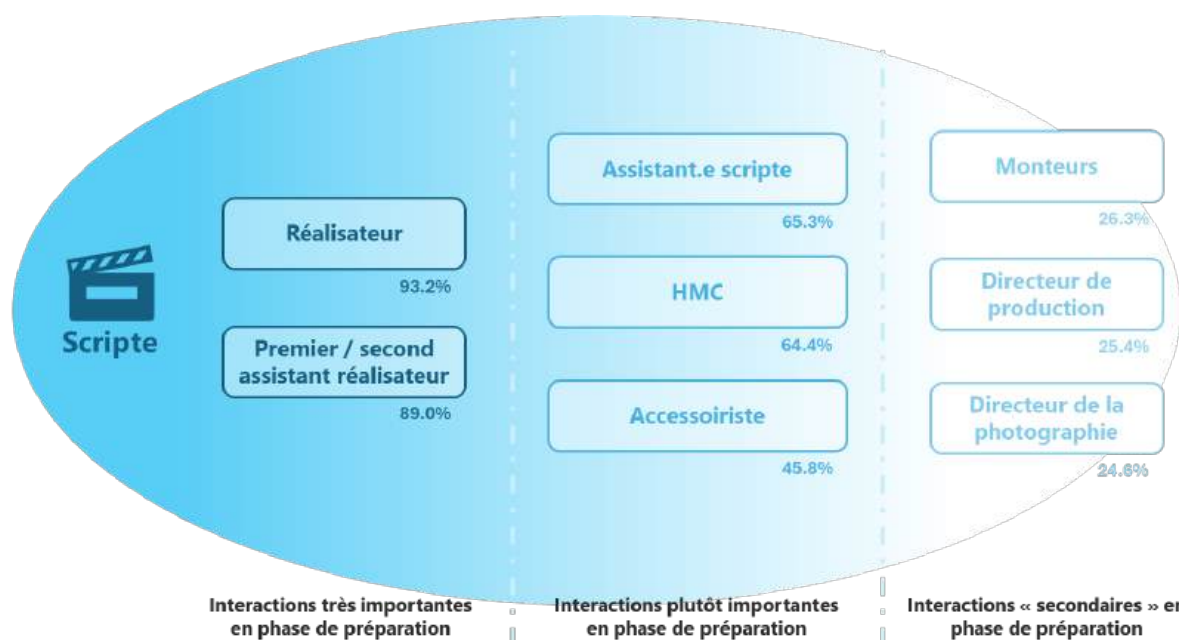 Scripte
Réalisateur
93.2%
Premier / second
assistant réalisateur
89.0%
Assistant.e scripte
65.3%
HMC
64.4%
Accessoiriste
45.8%
Monteurs
26.3%
Directeur de
production
25.4%
Directeur de la
photographie
24.6%
Interactions très importantes
en phase de préparation
Interactions plutôt importantes
en phase de préparation
Interactions « secondaires » en
phase de préparation